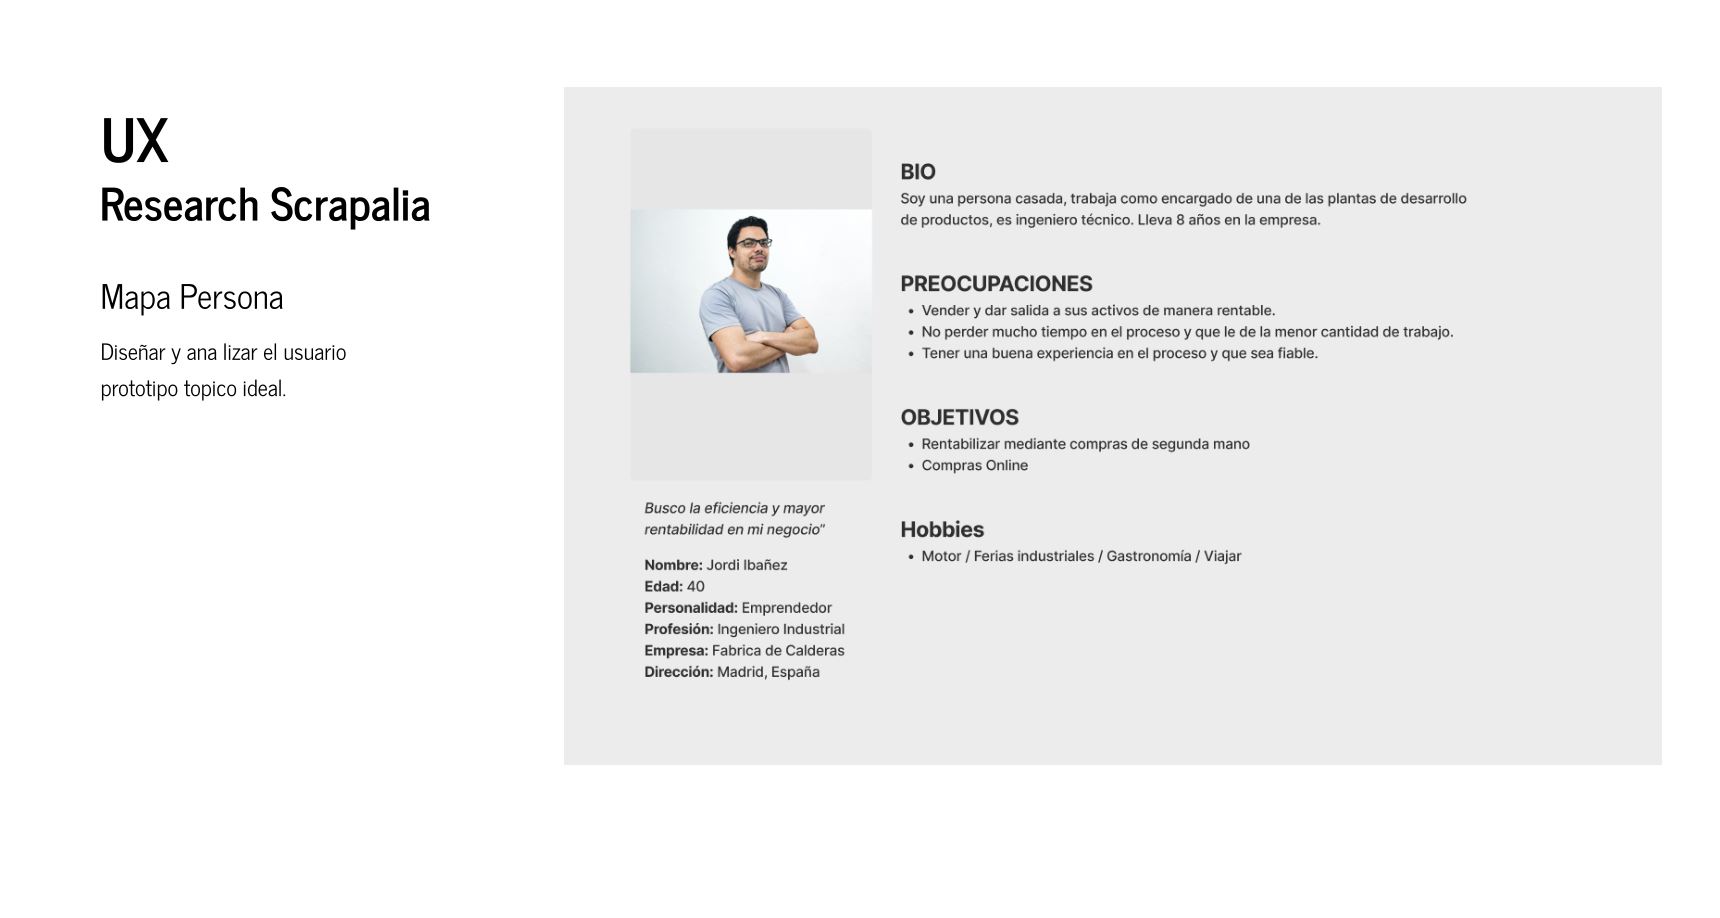 UX
Research Scrapalia
Mapa Persona
Diseñar y ana lizar el usuario
prototipo topico ideal.
Busco la eficiencia y mayor
rentabilidad en mi negocio”
Nombre: Jordi Ibañez
Edad: 40
Personalidad: Emprendedor
Profesión: Ingeniero Industrial
Empresa: Fabrica de Calderas
Dirección: Madrid, España
BIO
Soy una persona casada, trabaja como encargado de una de las plantas de desarrollo
de productos, es ingeniero técnico. Lleva 8 años en la empresa.
PREOCUPACIONES
• Vender y dar salida a sus activos de manera rentable.
• No perder mucho tiempo en el proceso y que le de la menor cantidad de trabajo.
• Tener una buena experiencia en el proceso y que sea fiable.
OBJETIVOS
• Rentabilizar mediante compras de segunda mano
• Compras Online
Hobbies
• Motor / Ferias industriales / Gastronomía / Viajar